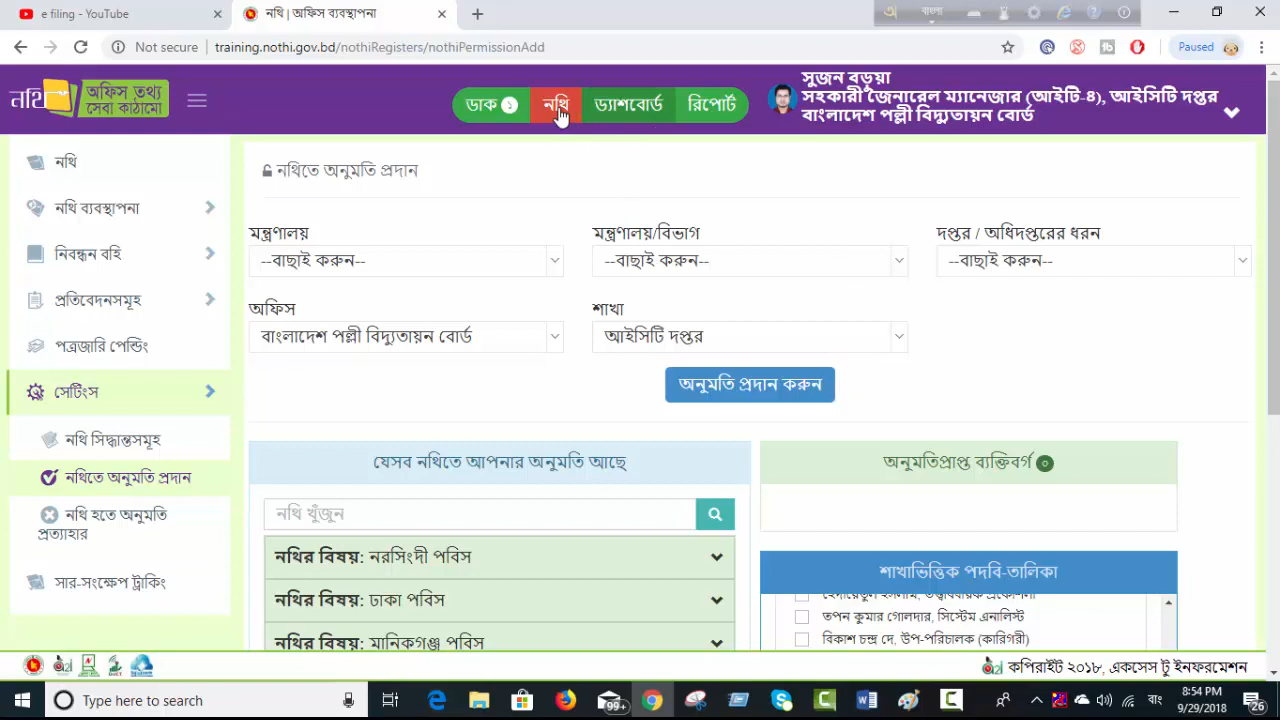 e filing - YouTube
নথি | অফিস ব্যবস্থাপনা
বাংলা
Not secure
training.nothi.gov.bd/nothiRegisters/nothiPermissionAdd
Paused
নথি
অফিস তথ্য
সেবা কাঠামো
ডাক
নথি
ড্যাশবোর্ড
রিপোর্ট
সুজন বড়ুয়া
সহকারী জেনারেল ম্যানেজার (আইটি-৪), আইসিটি দপ্তর
বাংলাদেশ পল্লী বিদ্যুতায়ন বোর্ড
নথি
নথি ব্যবস্থাপনা
নিবন্ধন বহি
প্রতিবেদনসমূহ
পত্রজারি পেন্ডিং
সেটিংস
নথি সিদ্ধান্তসমূহ
নথিতে অনুমতি প্রদান
নথি হতে অনুমতি
প্রত্যাহার
সার-সংক্ষেপ ট্রাকিং
নথিতে অনুমতি প্রদান
মন্ত্রণালয়
মন্ত্রণালয়/বিভাগ
দপ্তর / অধিদপ্তরের ধরন
--বাছাই করুন--
--বাছাই করুন--
--বাছাই করুন--
অফিস
শাখা
বাংলাদেশ পল্লী বিদ্যুতায়ন বোর্ড
আইসিটি দপ্তর
অনুমতি প্রদান করুন
যেসব নথিতে আপনার অনুমতি আছে
নথি খুঁজুন
নথির বিষয়: নরসিংদী পবিস
নথির বিষয়: ঢাকা পবিস
নথির বিষয়: মানিকগঞ্জ পবিস
অনুমতিপ্রাপ্ত ব্যক্তিবর্গ ০
শাখাভিত্তিক পদবি-তালিকা
তপন কুমার গোলদার, সিস্টেম এনালিস্ট
বিকাশ চন্দ্র দে, উপ-পরিচালক (কারিগরী)
কপিরাইট ২০১৮, একসেস টু ইনফরমেশন
Type here to search
99+
বাং
8:54 PM
9/29/2018
26